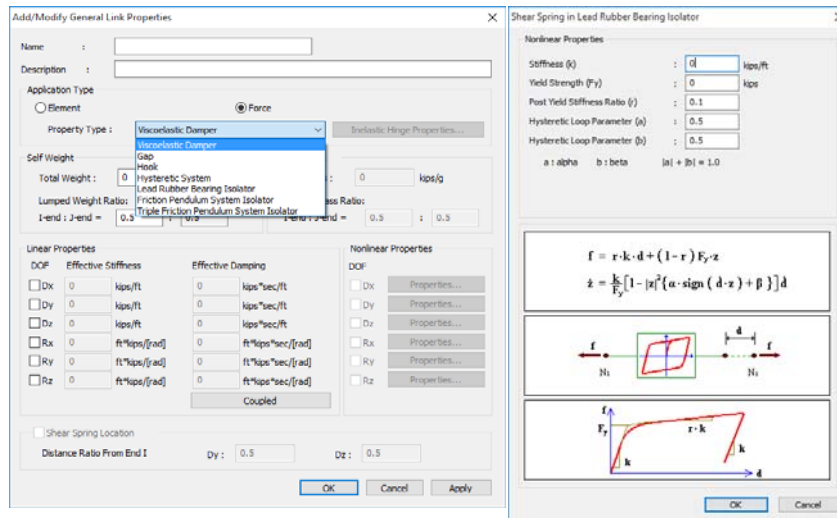 Add/Modify General Link Properties
Name :
Description :
Application Type
Element Force
Property Type : Viscoelastic Damper Inelastic Hinge Properties...
Viscoelastic Damper
Gap
Hook
Hysteretic System
Lead Rubber Bearing Isolator
Friction Pendulum System Isolator
Triple Friction Pendulum System Isolator
Self Weight
Total Weight : 0 : 0 kips/g
Lumped Weight Ratio: Ratio:
I-end : J-end = 0.5 : 0.5 I-end : J-end = 0.5 : 0.5
Linear Properties
DOF Effective Stiffness Effective Damping
Dx 0 kips/ft 0 kips*sec/ft
Dy 0 kips/ft 0 kips*sec/ft
Dz 0 kips/ft 0 kips*sec/ft
Rx 0 ft*kips/[rad] 0 ft*kips*sec/[rad]
Ry 0 ft*kips/[rad] 0 ft*kips*sec/[rad]
Rz 0 ft*kips/[rad] 0 ft*kips*sec/[rad]
Coupled
Nonlinear Properties
DOF
Dx Properties...
Dy Properties...
Dz Properties...
Rx Properties...
Ry Properties...
Rz Properties...
Shear Spring Location
Distance Ratio From End I Dy : 0.5 Dz : 0.5
OK Cancel Apply
Shear Spring in Lead Rubber Bearing Isolator
Nonlinear Properties
Stiffness (k) : 0 kips/ft
Yield Strength (Fy) : 0 kips
Post Yield Stiffness Ratio (r) : 0.1
Hysteretic Loop Parameter (a) : 0.5
Hysteretic Loop Parameter (b) : 0.5
a : alpha b : beta |a| + |b| = 1.0
f = r·k·d + (1 - r) Fy·z
ż = k/Fy [1 - |z|²{α·sign (ḋ·z) + β}] ḋ
d
f f
N₁ N₂
f
Fy
r·k
k k
d
OK Cancel